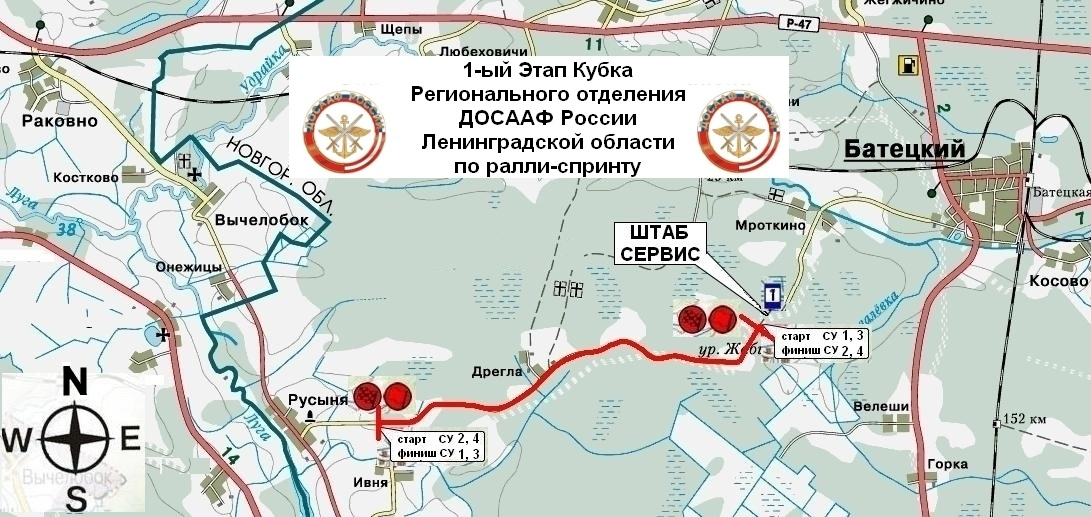 Жегжичино
Р-47
Щепы
11
Удрайка
Любеховичи
1-ый Этап Кубка
Регионального отделения
ДОСААФ России
Ленинградской области
по ралли-спринту
2
Раковно
НОВГОР. ОБЛ.
Батецкий
Костково
Батецкая
Луга
38
Вычелобок
Мроткино
ШТАБ
СЕРВИС
7
Онежицы
Косово
1
старт СУ 1, 3
финиш СУ 2, 4
ур.
Дрегла
N
Русыня
W
E
старт СУ 2, 4
финиш СУ 1, 3
Велеши
152 км
Луга
14
Вычелобок
Ивня
Горка
S